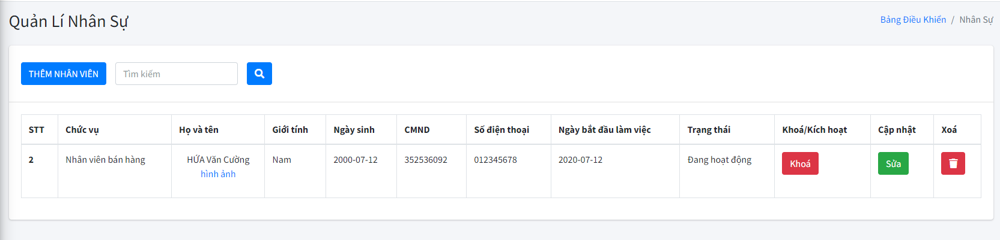 Quản Lí Nhân Sự
Bảng Điều Khiển / Nhân Sự
THÊM NHÂN VIÊN
Tìm kiếm
STT Chức vụ Họ và tên Giới tính Ngày sinh CMND Số điện thoại Ngày bắt đầu làm việc Trạng thái Khoá/Kích hoạt Cập nhật Xoá
2 Nhân viên bán hàng HỨA Văn Cường Nam 2000-07-12 352536092 012345678 2020-07-12 Đang hoạt động Khoá Sửa
hình ảnh